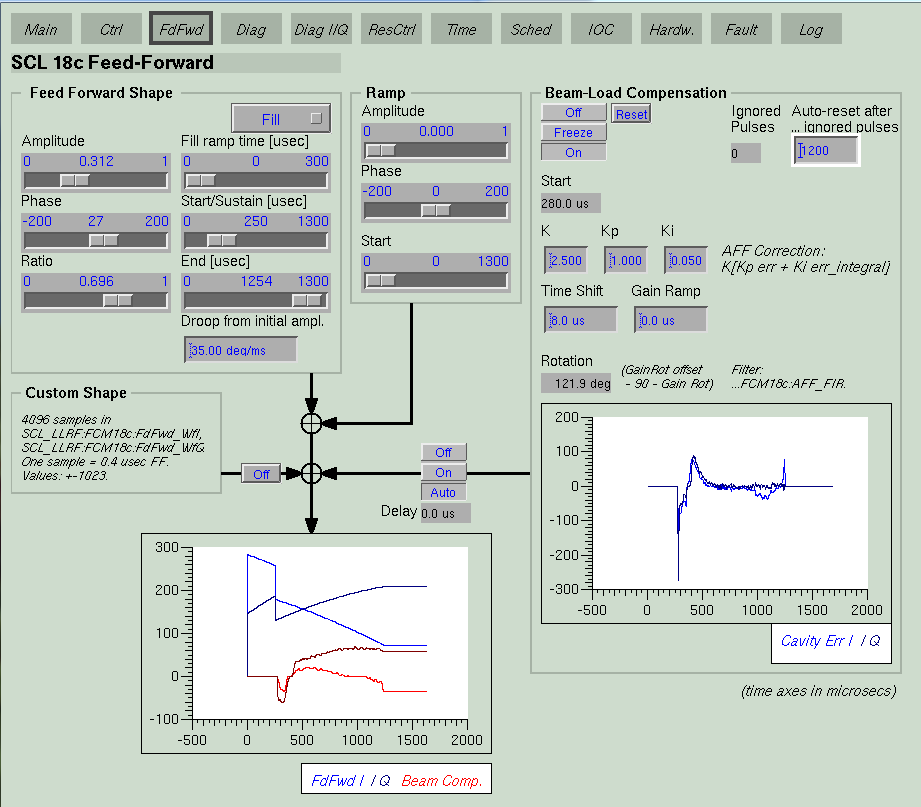 Main Ctrl FdFwd Diag Diag I/Q ResCtrl Time Sched IOC Hardw. Fault Log
SCL 18c Feed-Forward
Feed Forward Shape
Fill
Amplitude
0 0.312 1
Fill ramp time [usec]
0 0 300
Phase
-200 27 200
Start/Sustain [usec]
0 250 1300
Ratio
0 0.696 1
End [usec]
0 1254 1300
Droop from initial ampl.
35.00 deg/ms
Ramp
Amplitude
0 0.000 1
Phase
-200 0 200
Start
0 0 1300
Beam-Load Compensation
Off
Freeze
On
Reset
Ignored
Pulses
0
Auto-reset after
... ignored pulses
1200
Start
280.0 us
K Kp Ki
2.500 1.000 0.050
AFF Correction:
K[Kp err + Ki err_integral]
Time Shift Gain Ramp
8.0 us 0.0 us
Rotation
121.9 deg
(GainRot offset
- 90 - Gain Rot)
Filter:
...FCM18c:AFF_FIR.
200
100
0
-100
-200
-300
-500 0 500 1000 1500 2000
Cavity Err I / Q
(time axes in microsecs)
Custom Shape
4096 samples in
SCL_LLRF:FCM18c:FdFwd_WfI,
SCL_LLRF:FCM18c:FdFwd_WfQ
One sample = 0.4 usec FF.
Values: +-1023.
Off
Off
On
Auto
Delay 0.0 us
300
200
100
0
-100
-500 0 500 1000 1500 2000
FdFwd I / Q Beam Comp.